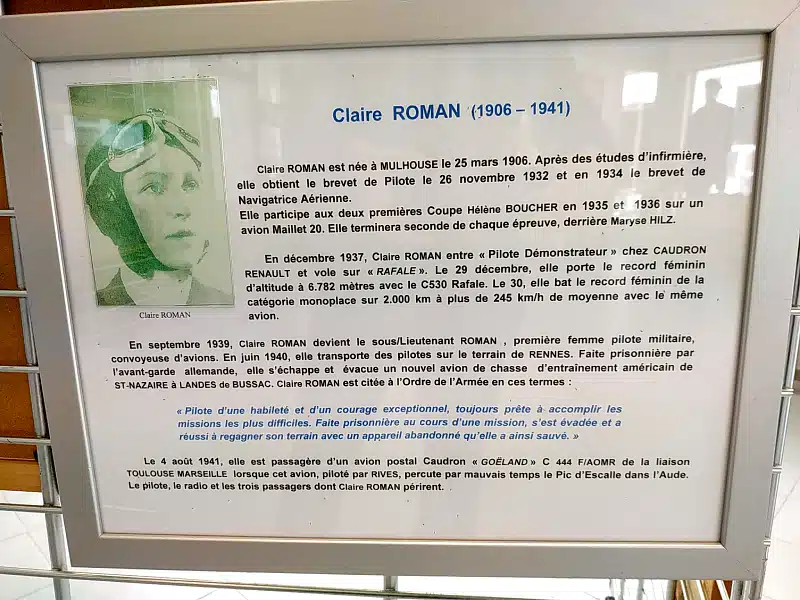 Claire ROMAN (1906 – 1941)
Claire ROMAN est née à MULHOUSE le 25 mars 1906. Après des études d'infirmière,
elle obtient le brevet de Pilote le 26 novembre 1932 et en 1934 le brevet de
Navigatrice Aérienne.
Elle participe aux deux premières Coupe Hélène BOUCHER en 1935 et 1936 sur un
avion Maillet 20. Elle terminera seconde de chaque épreuve, derrière Maryse HILZ.
En décembre 1937, Claire ROMAN entre « Pilote Démonstrateur » chez CAUDRON
RENAULT et vole sur « RAFALE ». Le 29 décembre, elle porte le record féminin
d'altitude à 6.782 mètres avec le C530 Rafale. Le 30, elle bat le record féminin de la
catégorie monoplace sur 2.000 km à plus de 245 km/h de moyenne avec le même
avion.
Claire ROMAN
En septembre 1939, Claire ROMAN devient le sous/Lieutenant ROMAN , première femme pilote militaire,
convoyeuse d'avions. En juin 1940, elle transporte des pilotes sur le terrain de RENNES. Faite prisonnière par
l'avant-garde allemande, elle s'échappe et évacue un nouvel avion de chasse d'entraînement américain de
ST-NAZAIRE à LANDES de BUSSAC. Claire ROMAN est citée à l'Ordre de l'Armée en ces termes :
« Pilote d'une habileté et d'un courage exceptionnel, toujours prête à accomplir les
missions les plus difficiles. Faite prisonnière au cours d'une mission, s'est évadée et a
réussi à regagner son terrain avec un appareil abandonné qu'elle a ainsi sauvé. »
Le 4 août 1941, elle est passagère d'un avion postal Caudron « GOËLAND » C 444 F/AOMR de la liaison
TOULOUSE MARSEILLE lorsque cet avion, piloté par RIVES, percute par mauvais temps le Pic d'Escalle dans l'Aude.
Le pilote, le radio et les trois passagers dont Claire ROMAN périrent.